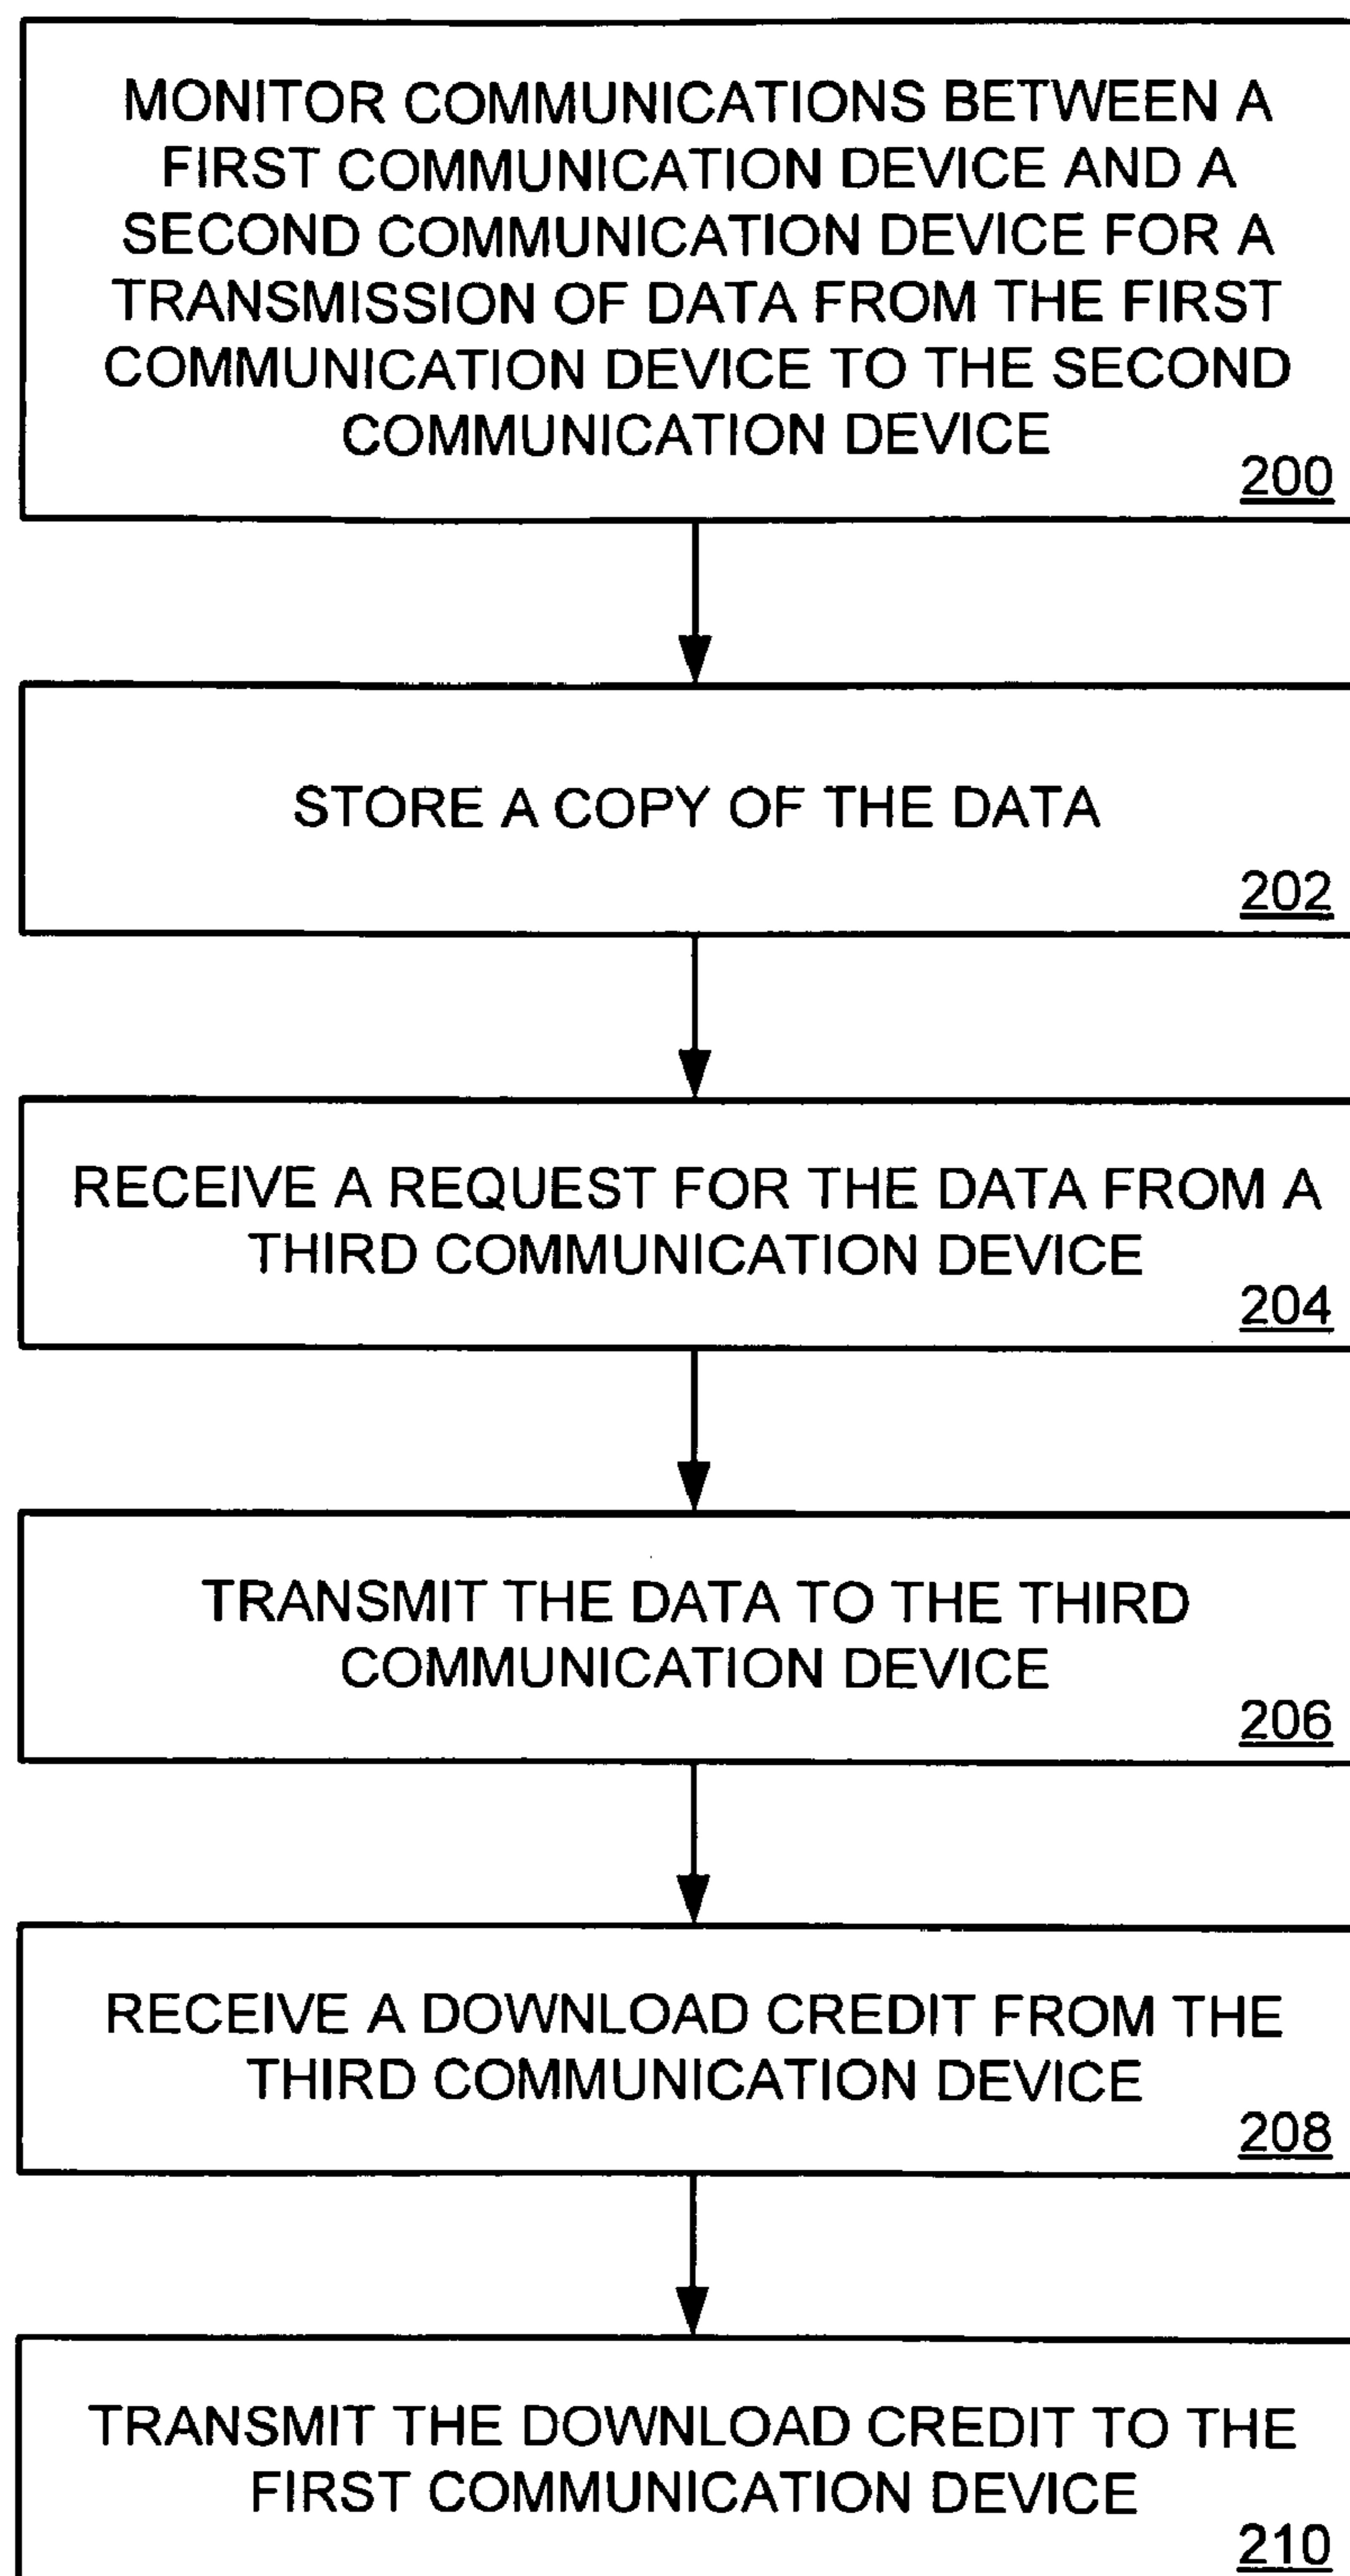 MONITOR COMMUNICATIONS BETWEEN A
FIRST COMMUNICATION DEVICE AND A
SECOND COMMUNICATION DEVICE FOR A
TRANSMISSION OF DATA FROM THE FIRST
COMMUNICATION DEVICE TO THE SECOND
COMMUNICATION DEVICE
200
STORE A COPY OF THE DATA
202
RECEIVE A REQUEST FOR THE DATA FROM A
THIRD COMMUNICATION DEVICE
204
TRANSMIT THE DATA TO THE THIRD
COMMUNICATION DEVICE
206
RECEIVE A DOWNLOAD CREDIT FROM THE
THIRD COMMUNICATION DEVICE
208
TRANSMIT THE DOWNLOAD CREDIT TO THE
FIRST COMMUNICATION DEVICE
210